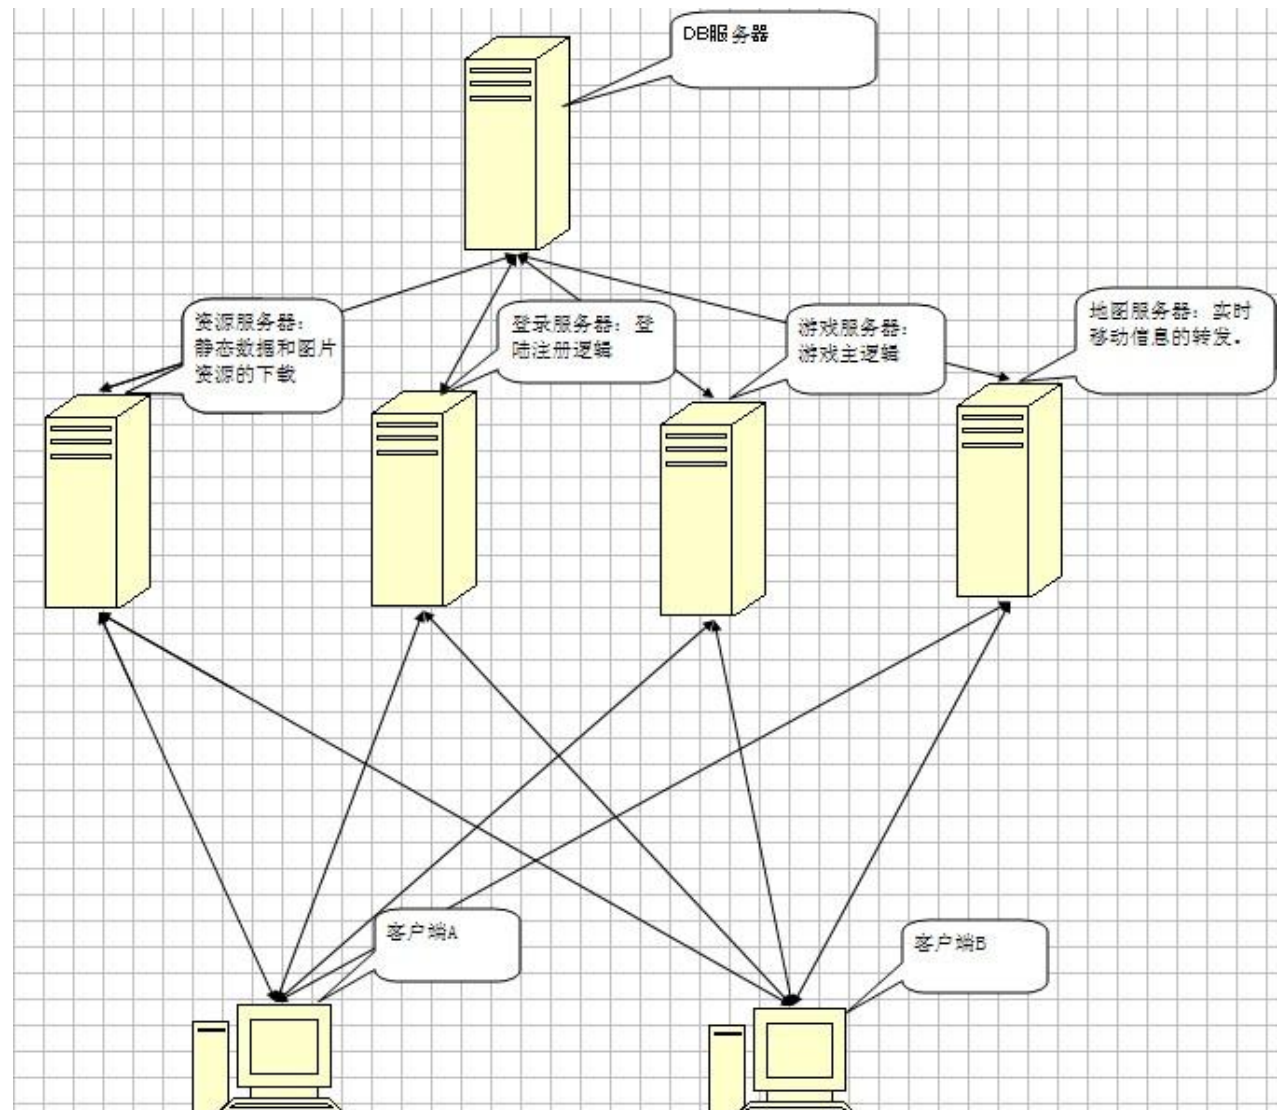 DB服务器
资源服务器：
静态数据和图片
资源的下载
登录服务器：登
陆注册逻辑
游戏服务器：
游戏主逻辑
地图服务器：实时
移动信息的转发。
客户端A
客户端B